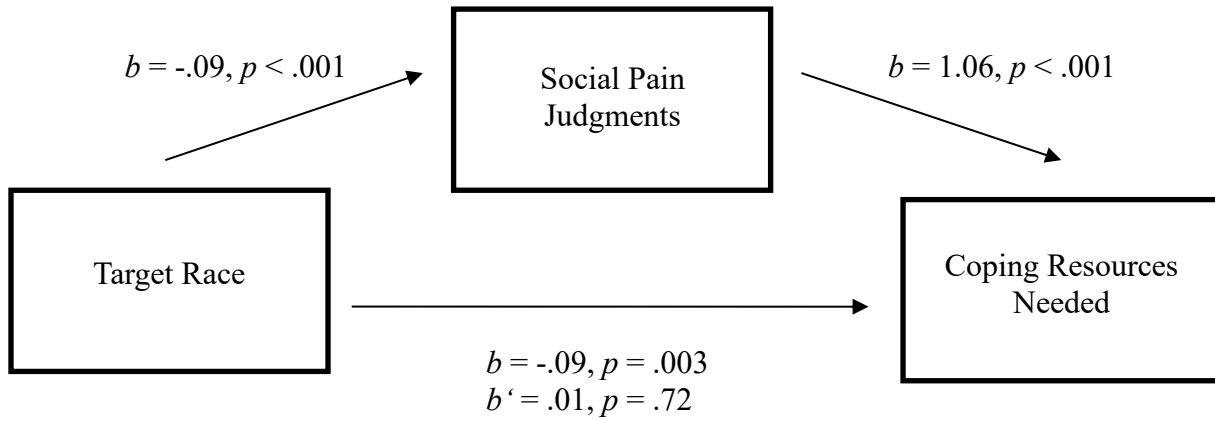 b = -.09, p < .001
Social Pain
Judgments
b = 1.06, p < .001
Target Race
Coping Resources
Needed
b = -.09, p = .003
b‘ = .01, p = .72